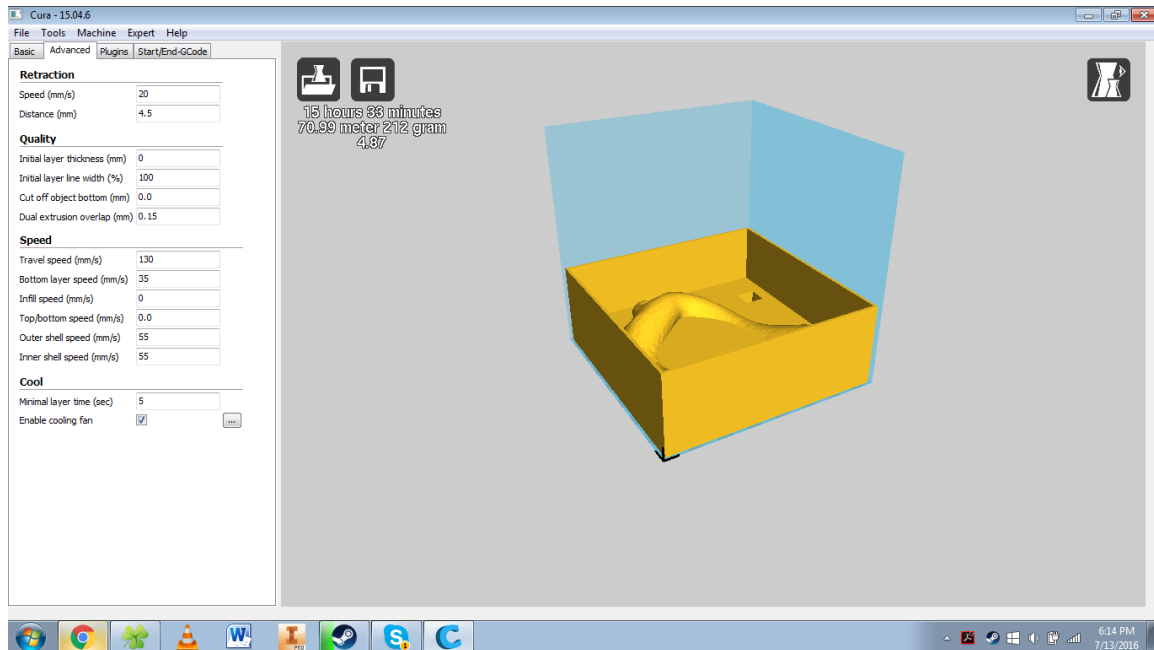 Cura - 15.04.6
File Tools Machine Expert Help
Basic Advanced Plugins Start/End-GCode
Retraction
Speed (mm/s) 20
Distance (mm) 4.5
Quality
Initial layer thickness (mm) 0
Initial layer line width (%) 100
Cut off object bottom (mm) 0.0
Dual extrusion overlap (mm) 0.15
Speed
Travel speed (mm/s) 130
Bottom layer speed (mm/s) 35
Infill speed (mm/s) 0
Top/bottom speed (mm/s) 0.0
Outer shell speed (mm/s) 55
Inner shell speed (mm/s) 55
Cool
Minimal layer time (sec) 5
Enable cooling fan ...
15 hours 33 minutes
70.99 meter 212 gram
4.87
W
I
PRO
S
1
C
6:14 PM
7/13/2016